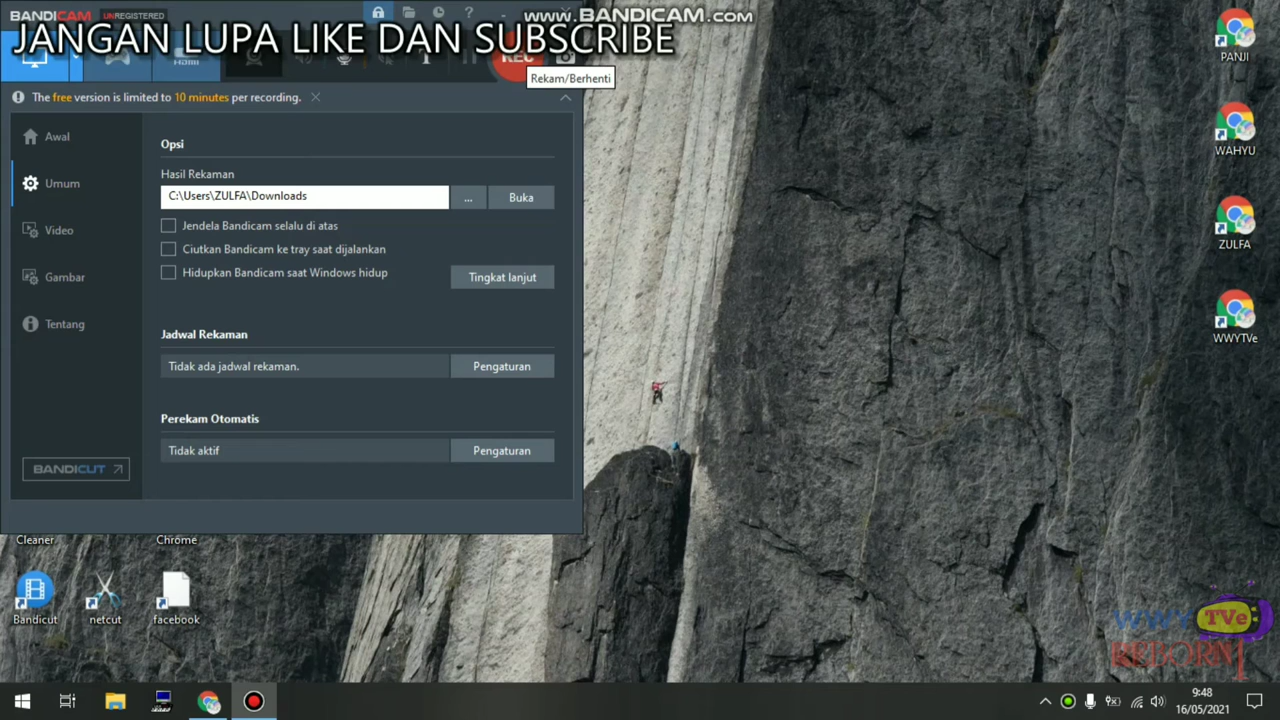 BANDICAM UNREGISTERED
www.BANDICAM.com
JANGAN LUPA LIKE DAN SUBSCRIBE
REC
Rekam/Berhenti
The free version is limited to 10 minutes per recording.
Awal
Umum
Video
Gambar
Tentang
BANDICUT
Opsi
Hasil Rekaman
C:\Users\ZULFA\Downloads
...
Buka
Jendela Bandicam selalu di atas
Ciutkan Bandicam ke tray saat dijalankan
Hidupkan Bandicam saat Windows hidup
Tingkat lanjut
Jadwal Rekaman
Tidak ada jadwal rekaman.
Pengaturan
Perekam Otomatis
Tidak aktif
Pengaturan
PANJI
WAHYU
ZULFA
WWYTVe
Cleaner
Chrome
Bandicut
netcut
facebook
WWY TVe
REBORN
9:48
16/05/2021